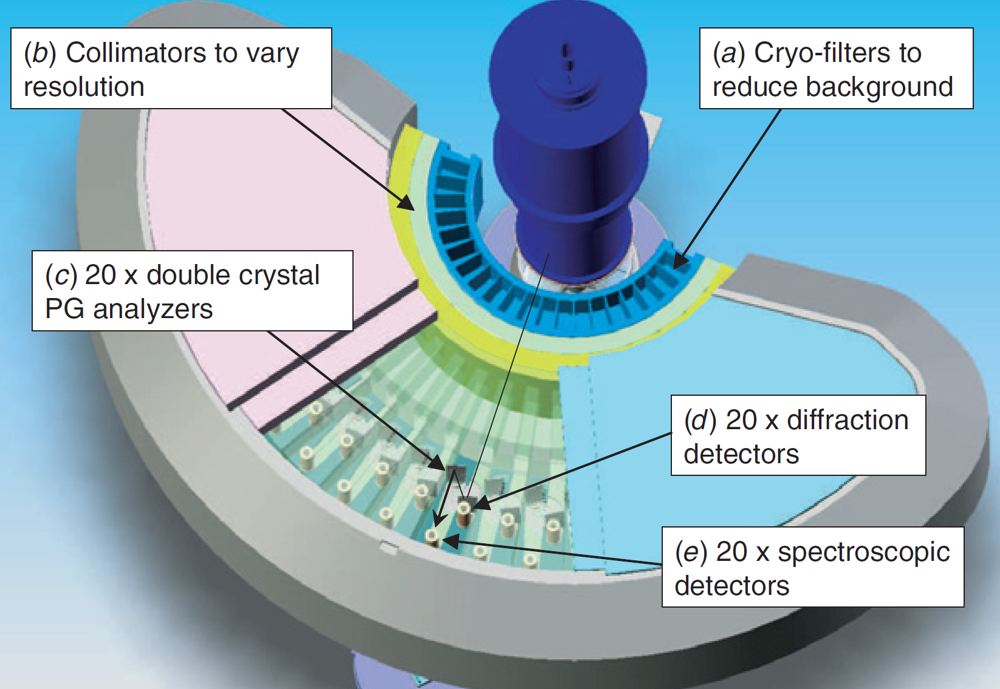 (b) Collimators to vary
resolution
(a) Cryo-filters to
reduce background
(c) 20 x double crystal
PG analyzers
(d) 20 x diffraction
detectors
(e) 20 x spectroscopic
detectors